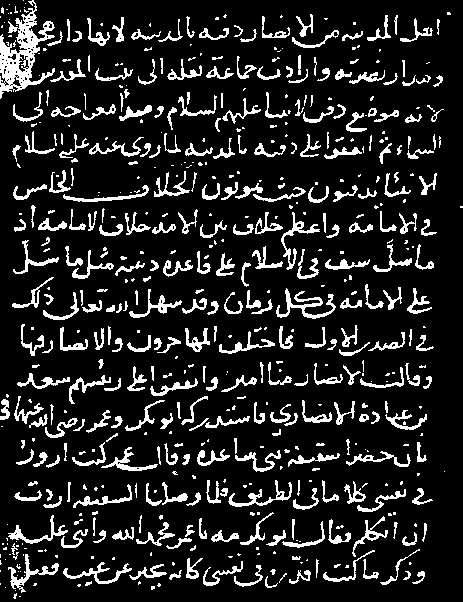 اهل المدينه من الانصار دفنه بالمدينه لانها دار هجرته
ومدار نصرته وارادت جماعة نقله الى بيت المقدس
لانه موضع دفن الانبيا عليهم السلام ومنه معراجه الى
السماء ثم اتفقوا على دفنه بالمدينه لما روي عنه عليه السلام
الانبيا يدفنون حيث يموتون الخلاف الخامس
في الامامة واعظم خلاف بين الامة خلاف الامامة اذ
ما سُلَّ سيف في الاسلام على قاعدة دينية مثل ما سُلَّ
على الامامة في كل زمان وقد سهل الله تعالى ذلك
في الصدر الاول فاختلف المهاجرون والانصار فيها
وقالت الانصار منا امير واتفقوا على رئيسهم سعد
بن عبادة الانصاري فاستدركه ابو بكر وعمر رضي الله عنهما في
بان حضرا سقيفة بني ساعدة وقال عمر كنت ازور
في نفسي كلاما في الطريق فلما وصلنا السقيفة اردت
ان اتكلم فقال ابو بكر مه يا عمر فحمد الله واثنى عليه
وذكر ما كنت اقدره في نفسي كانه يخبر عن غيب فقبل